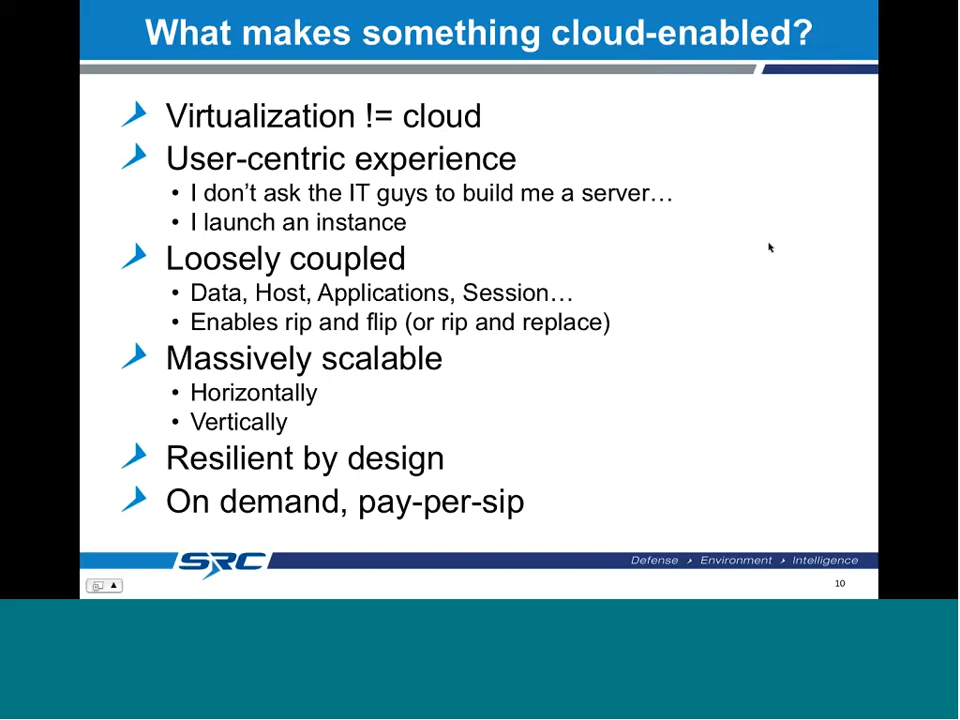 What makes something cloud-enabled?
Virtualization != cloud
User-centric experience
• I don’t ask the IT guys to build me a server…
• I launch an instance
Loosely coupled
• Data, Host, Applications, Session…
• Enables rip and flip (or rip and replace)
Massively scalable
• Horizontally
• Vertically
Resilient by design
On demand, pay-per-sip
SRC
Defense Environment Intelligence
10